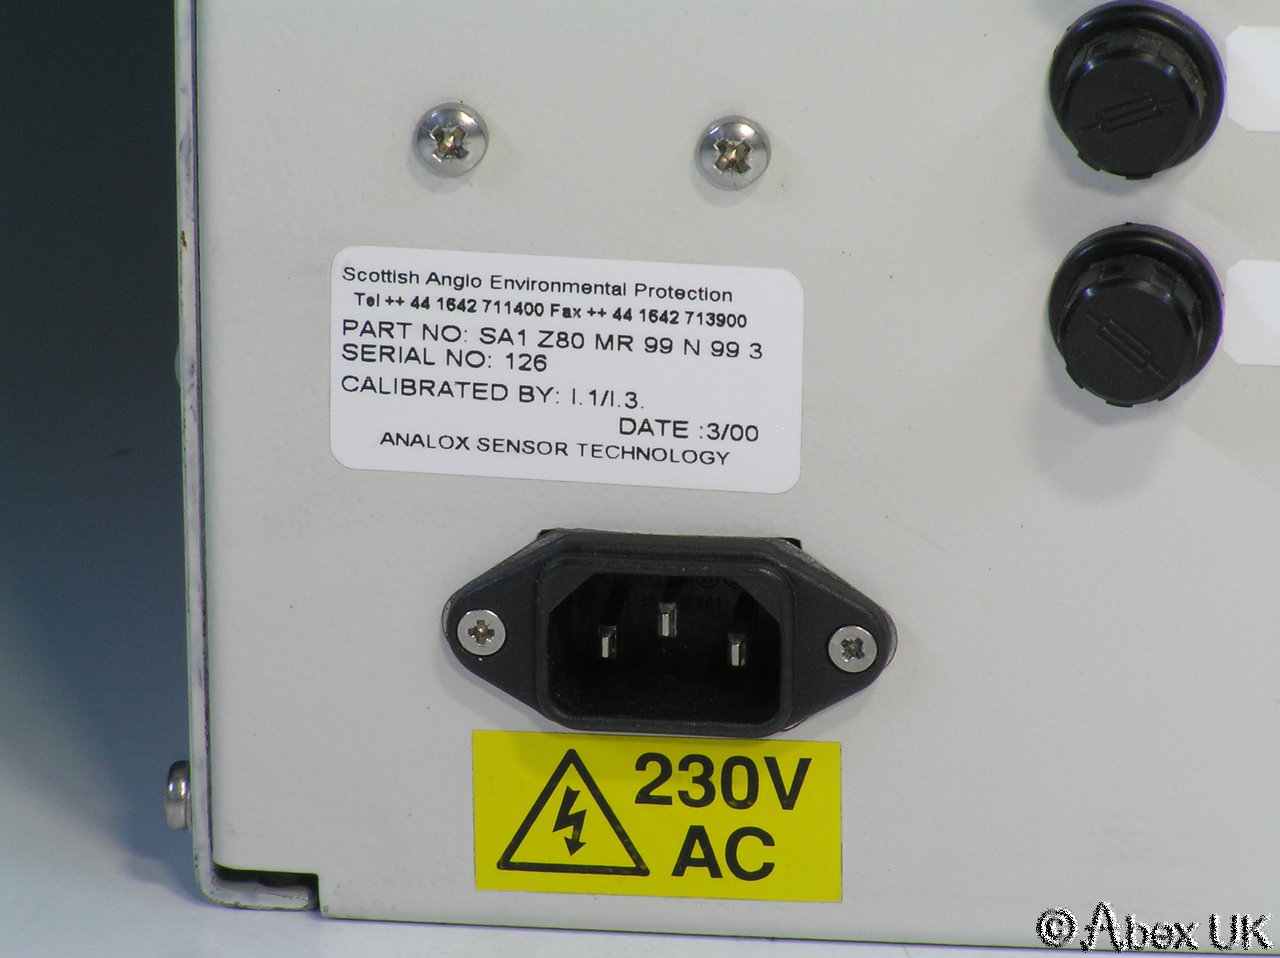 Scottish Anglo Environmental Protection
Tel ++ 44 1642 711400 Fax ++ 44 1642 713900
PART NO: SA1 Z80 MR 99 N 99 3
SERIAL NO: 126
CALIBRATED BY: I.1/I.3.
DATE :3/00
ANALOX SENSOR TECHNOLOGY
230V
AC
© Abex UK